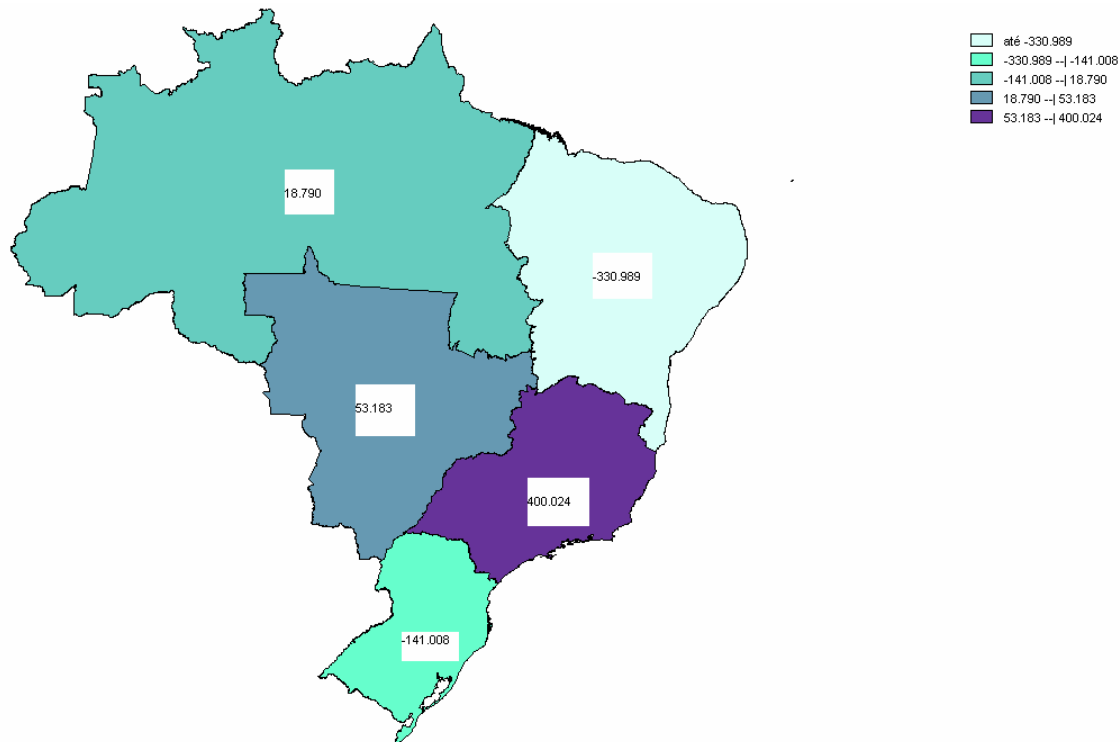 até -330.989
-330.989 --| -141.008
-141.008 --| 18.790
18.790 --| 53.183
53.183 --| 400.024
18.790
-330.989
53.183
400.024
-141.008